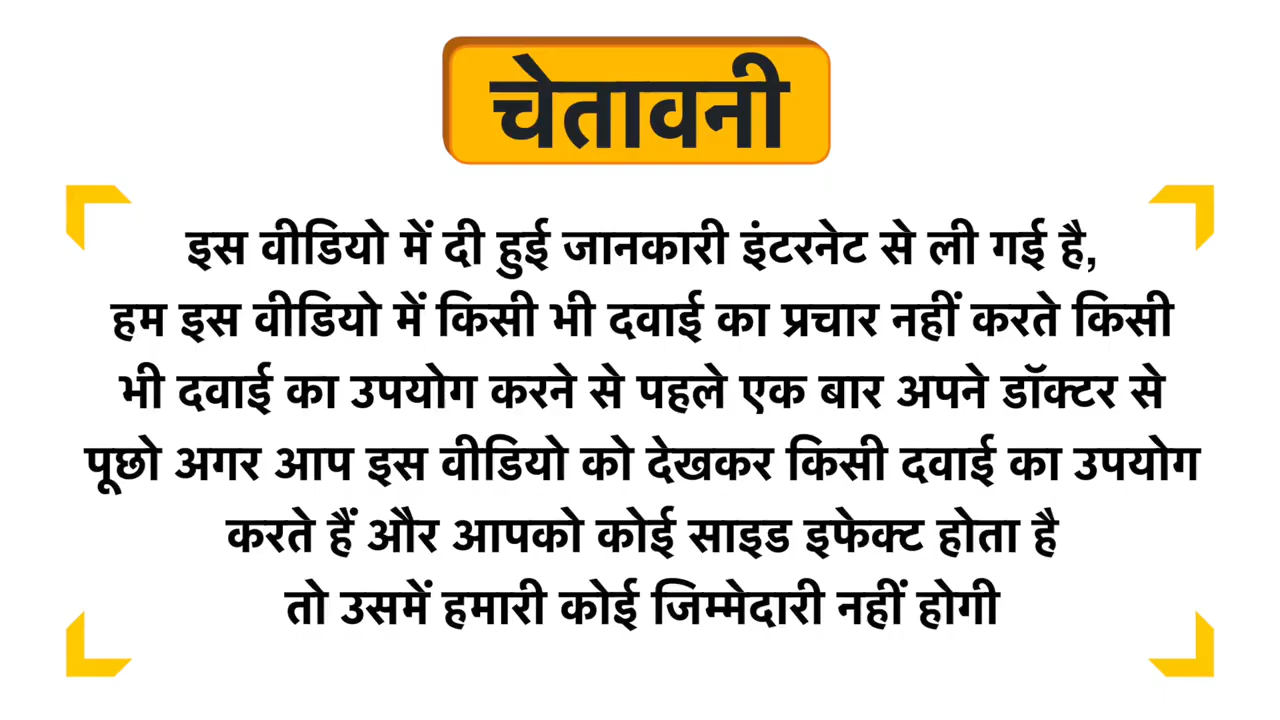 चेतावनी
इस वीडियो में दी हुई जानकारी इंटरनेट से ली गई है,
हम इस वीडियो में किसी भी दवाई का प्रचार नहीं करते किसी
भी दवाई का उपयोग करने से पहले एक बार अपने डॉक्टर से
पूछो अगर आप इस वीडियो को देखकर किसी दवाई का उपयोग
करते हैं और आपको कोई साइड इफेक्ट होता है
तो उसमें हमारी कोई जिम्मेदारी नहीं होगी